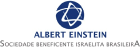 ALBERT EINSTEIN
SOCIEDADE BENEFICENTE ISRAELITA BRASILEIRA